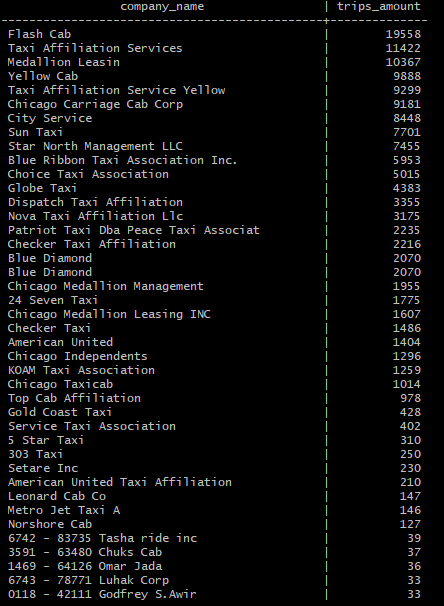 company_name | trips_amount
--------------------------------------------+-------------
Flash Cab | 19558
Taxi Affiliation Services | 11422
Medallion Leasin | 10367
Yellow Cab | 9888
Taxi Affiliation Service Yellow | 9299
Chicago Carriage Cab Corp | 9181
City Service | 8448
Sun Taxi | 7701
Star North Management LLC | 7455
Blue Ribbon Taxi Association Inc. | 5953
Choice Taxi Association | 5015
Globe Taxi | 4383
Dispatch Taxi Affiliation | 3355
Nova Taxi Affiliation Llc | 3175
Patriot Taxi Dba Peace Taxi Associat | 2235
Checker Taxi Affiliation | 2216
Blue Diamond | 2070
Blue Diamond | 2070
Chicago Medallion Management | 1955
24 Seven Taxi | 1775
Chicago Medallion Leasing INC | 1607
Checker Taxi | 1486
American United | 1404
Chicago Independents | 1296
KOAM Taxi Association | 1259
Chicago Taxicab | 1014
Top Cab Affiliation | 978
Gold Coast Taxi | 428
Service Taxi Association | 402
5 Star Taxi | 310
303 Taxi | 250
Setare Inc | 230
American United Taxi Affiliation | 210
Leonard Cab Co | 147
Metro Jet Taxi A | 146
Norshore Cab | 127
6742 - 83735 Tasha ride inc | 39
3591 - 63480 Chuks Cab | 37
1469 - 64126 Omar Jada | 36
6743 - 78771 Luhak Corp | 33
0118 - 42111 Godfrey S.Awir | 33